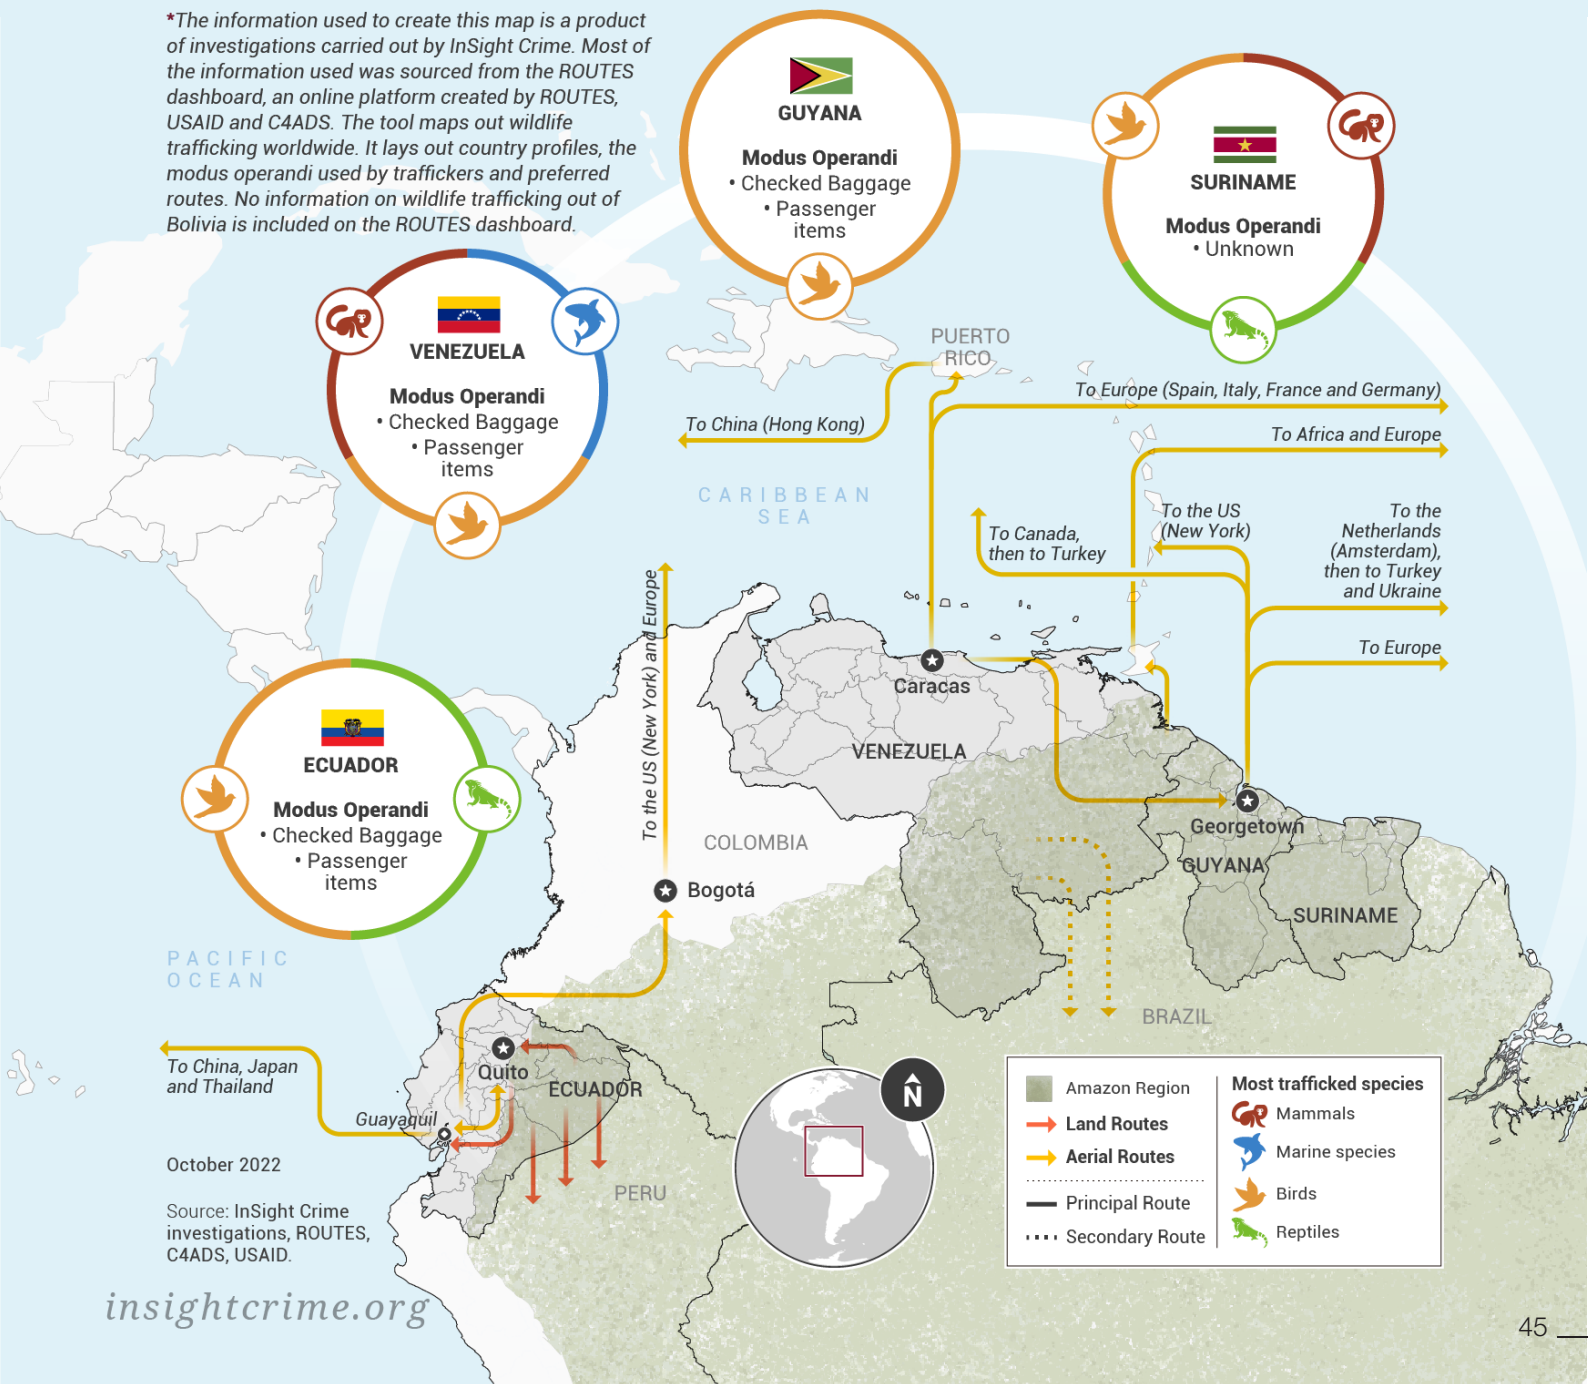 *The information used to create this map is a product
of investigations carried out by InSight Crime. Most of
the information used was sourced from the ROUTES
dashboard, an online platform created by ROUTES,
USAID and C4ADS. The tool maps out wildlife
trafficking worldwide. It lays out country profiles, the
modus operandi used by traffickers and preferred
routes. No information on wildlife trafficking out of
Bolivia is included on the ROUTES dashboard.
GUYANA
Modus Operandi
• Checked Baggage
• Passenger
items
SURINAME
Modus Operandi
• Unknown
VENEZUELA
Modus Operandi
• Checked Baggage
• Passenger
items
PUERTO
RICO
To China (Hong Kong)
To Europe (Spain, Italy, France and Germany)
To Africa and Europe
CARIBBEAN
SEA
To Canada,
then to Turkey
To the US
(New York)
To the
Netherlands
(Amsterdam),
then to Turkey
and Ukraine
To Europe
To the US (New York) and Europe
ECUADOR
Modus Operandi
• Checked Baggage
• Passenger
items
Caracas
VENEZUELA
COLOMBIA
Georgetown
GUYANA
Bogotá
SURINAME
PACIFIC
OCEAN
BRAZIL
To China, Japan
and Thailand
Quito
ECUADOR
Guayaquil
PERU
October 2022
Source: InSight Crime
investigations, ROUTES,
C4ADS, USAID.
N
Amazon Region
Land Routes
Aerial Routes
Principal Route
Secondary Route
Most trafficked species
Mammals
Marine species
Birds
Reptiles
insightcrime.org
45